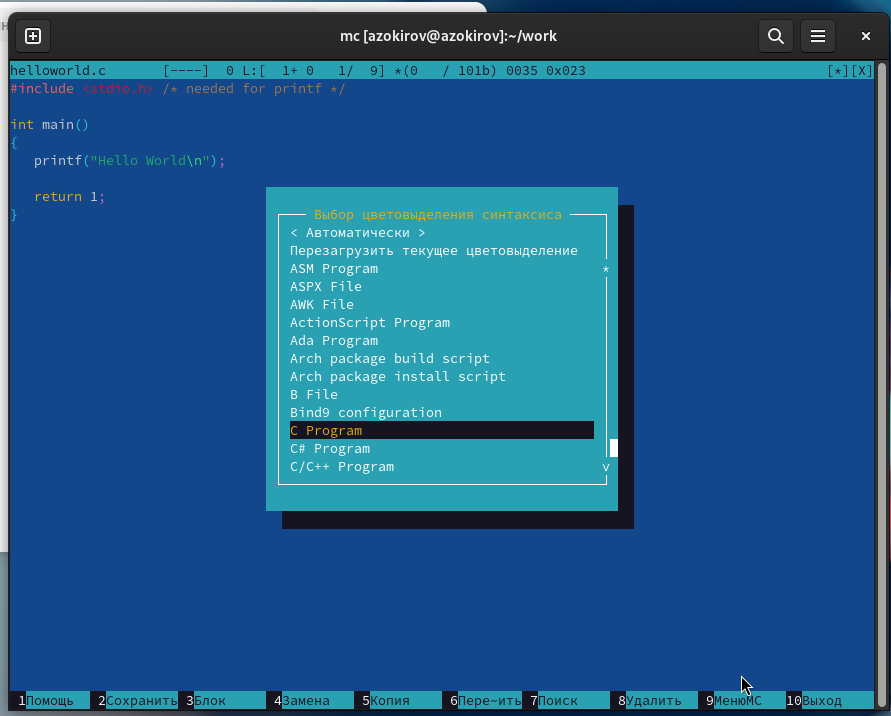 mc [azokirov@azokirov]:~/work
helloworld.c [----] 0 L:[ 1+ 0 1/ 9] *(0 / 101b) 0035 0x023 [*][X]
#include <stdio.h> /* needed for printf */
int main()
{
printf("Hello World\n");
return 1;
}
Выбор цветовыделения синтаксиса
< Автоматически >
Перезагрузить текущее цветовыделение
ASM Program
ASPX File
AWK File
ActionScript Program
Ada Program
Arch package build script
Arch package install script
B File
Bind9 configuration
C Program
C# Program
C/C++ Program
1Помощь 2Сохранить 3Блок 4Замена 5Копия 6Пере~ить 7Поиск 8Удалить 9МенюMC 10Выход